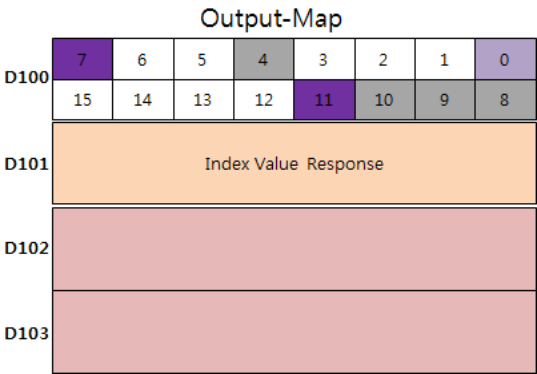 Output-Map
D100
7 6 5 4 3 2 1 0
15 14 13 12 11 10 9 8
D101 Index Value Response
D102
D103